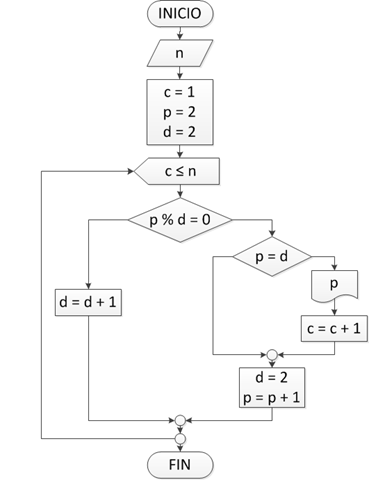 INICIO
n
c = 1
p = 2
d = 2
c ≤ n
p % d = 0
p = d
p
d = d + 1
c = c + 1
d = 2
p = p + 1
FIN